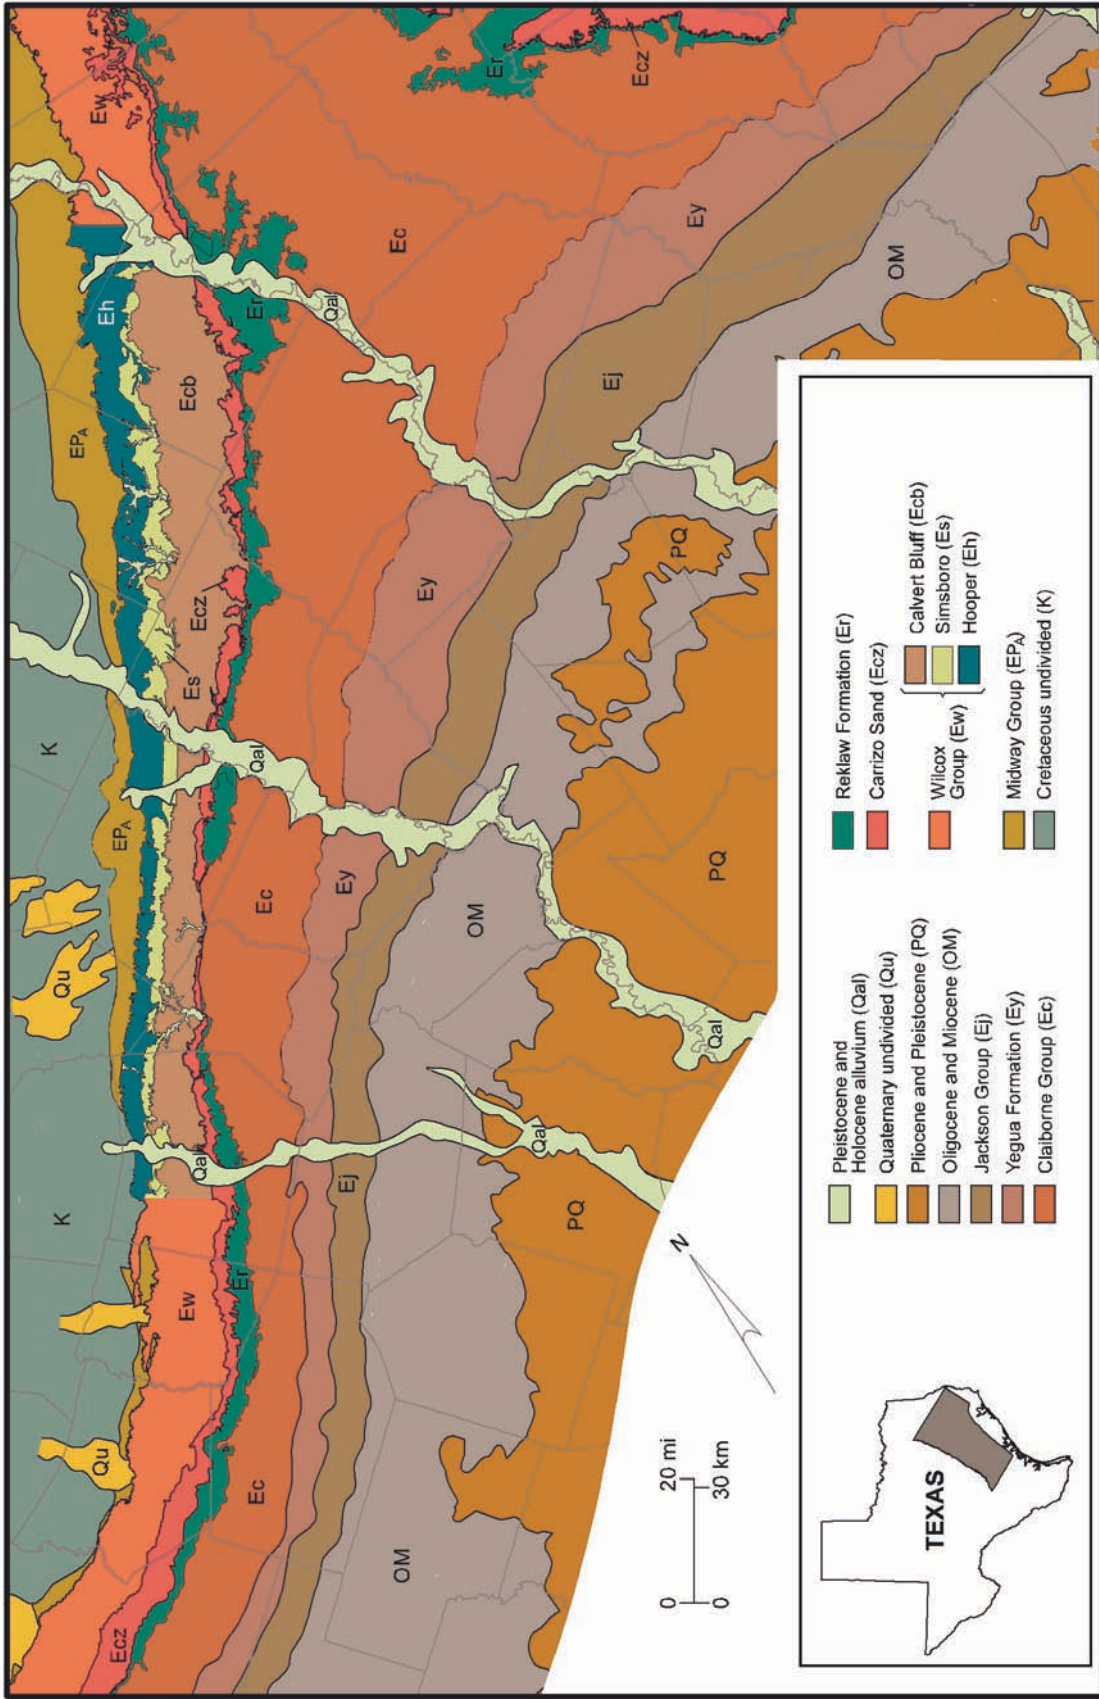 K
K
Qu
Qu
EPA
EPA
Eh
Ew
Ew
Ecb
Es
Ecz
Ecz
Ecz
Er
Er
Er
Ec
Ec
Ec
Qal
Qal
Qal
Qal
Qal
Ey
Ey
Ey
Ej
Ej
OM
OM
OM
PQ
PQ
PQ
N
0 20 mi
0 30 km
TEXAS
Pleistocene and
Holocene alluvium (Qal)
Quaternary undivided (Qu)
Pliocene and Pleistocene (PQ)
Oligocene and Miocene (OM)
Jackson Group (Ej)
Yegua Formation (Ey)
Claiborne Group (Ec)
Reklaw Formation (Er)
Carrizo Sand (Ecz)
Wilcox
Group (Ew)
Calvert Bluff (Ecb)
Simsboro (Es)
Hooper (Eh)
Midway Group (EPA)
Cretaceous undivided (K)